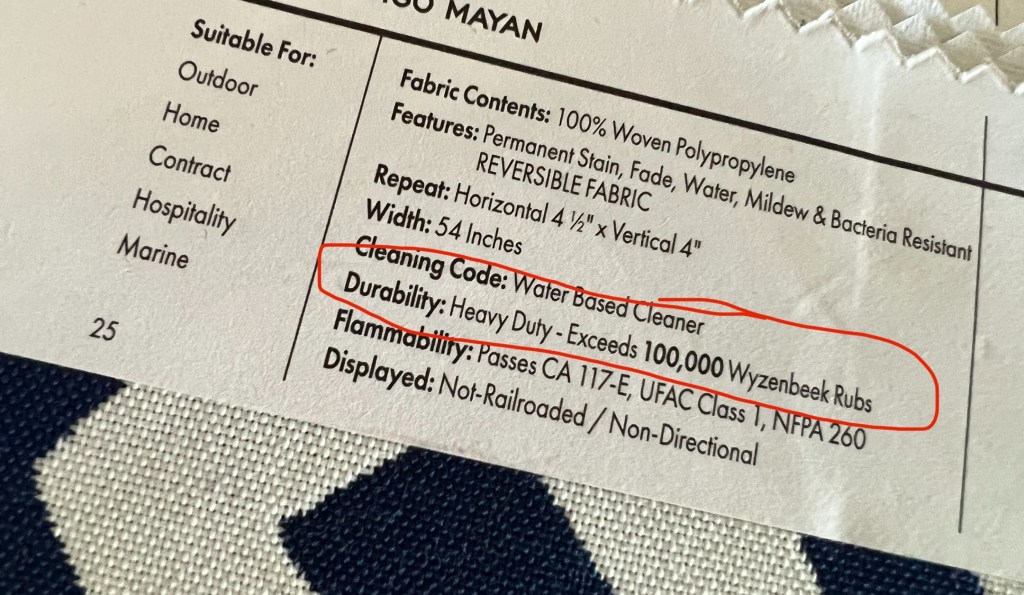 MAYAN
Suitable For:
Outdoor
Home
Contract
Hospitality
Marine
25
Fabric Contents: 100% Woven Polypropylene
Features: Permanent Stain, Fade, Water, Mildew & Bacteria Resistant
REVERSIBLE FABRIC
Repeat: Horizontal 4 ½" x Vertical 4"
Width: 54 Inches
Cleaning Code: Water Based Cleaner
Durability: Heavy Duty - Exceeds 100,000 Wyzenbeek Rubs
Flammability: Passes CA 117-E, UFAC Class 1, NFPA 260
Displayed: Not-Railroaded / Non-Directional